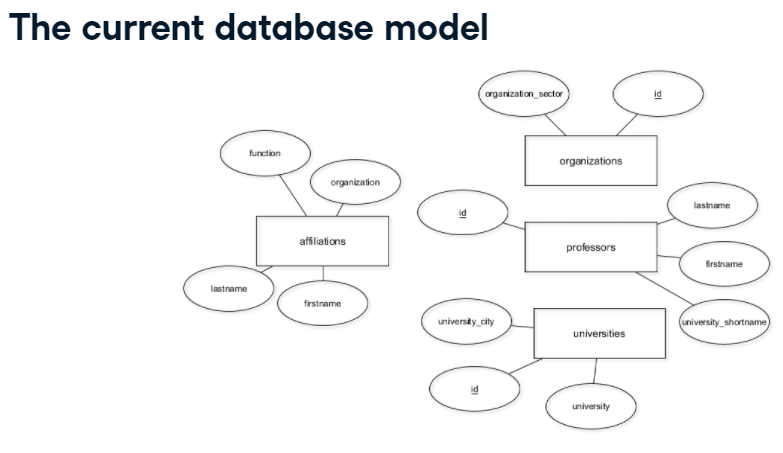 The current database model
organization_sector
id
organizations
function
organization
affiliations
lastname
firstname
id
lastname
professors
firstname
university_shortname
university_city
universities
id
university